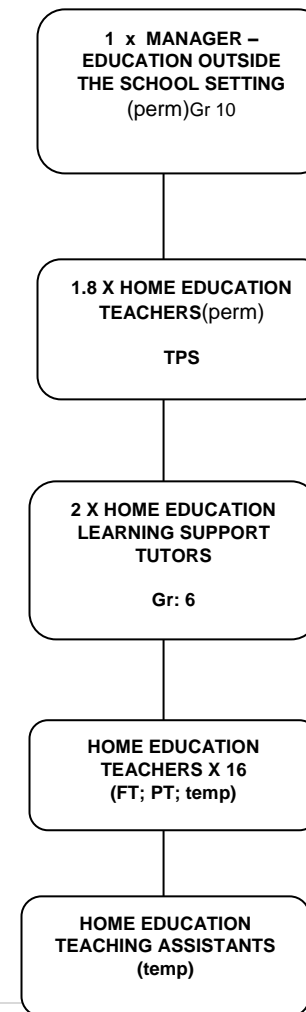 1 x MANAGER –
EDUCATION OUTSIDE
THE SCHOOL SETTING
(perm)Gr 10
1.8 X HOME EDUCATION
TEACHERS(perm)
TPS
2 X HOME EDUCATION
LEARNING SUPPORT
TUTORS
Gr: 6
HOME EDUCATION
TEACHERS X 16
(FT; PT; temp)
HOME EDUCATION
TEACHING ASSISTANTS
(temp)